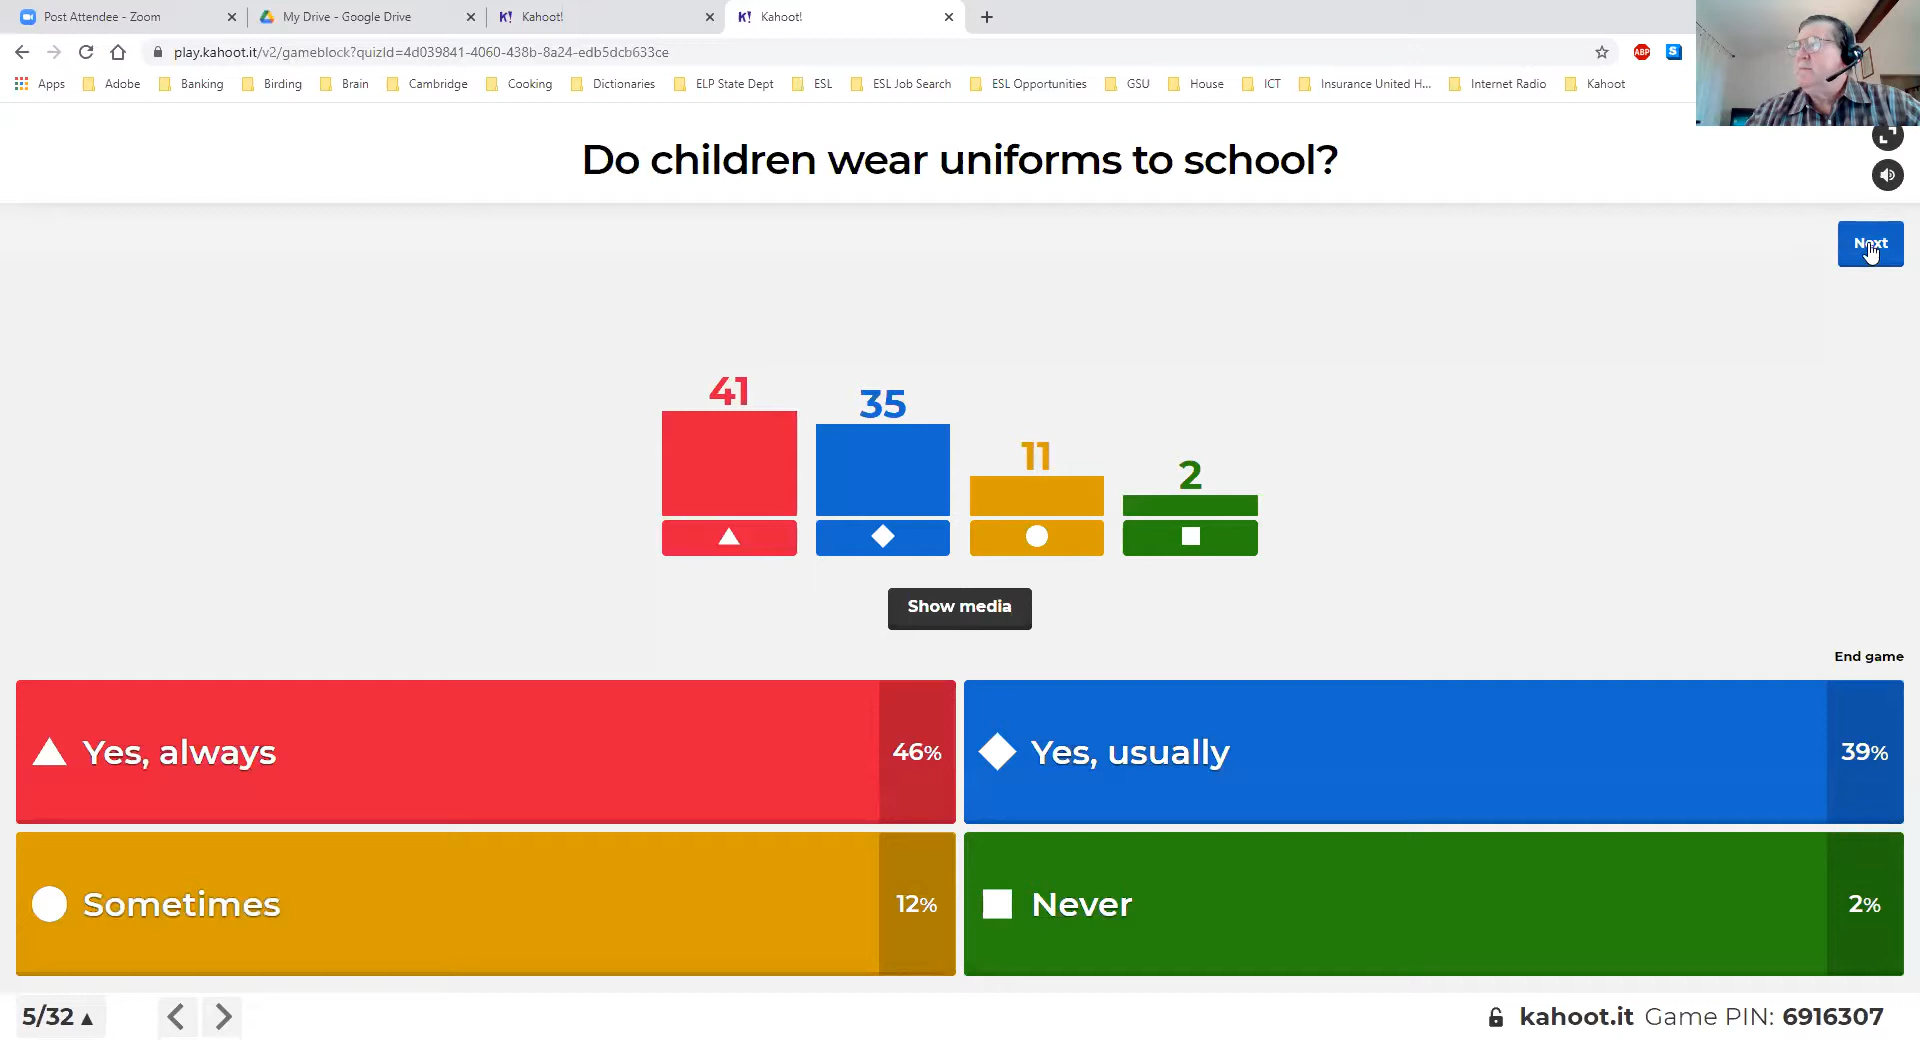 Post Attendee - Zoom
My Drive - Google Drive
K! Kahoot!
K! Kahoot!
play.kahoot.it/v2/gameblock?quizId=4d039841-4060-438b-8a24-edb5dcb633ce
ABP
S
Apps Adobe Banking Birding Brain Cambridge Cooking Dictionaries ELP State Dept ESL ESL Job Search ESL Opportunities GSU House ICT Insurance United H... Internet Radio Kahoot
Do children wear uniforms to school?
Next
41
35
11
2
Show media
End game
Yes, always 46%
Yes, usually 39%
Sometimes 12%
Never 2%
5/32
kahoot.it Game PIN: 6916307